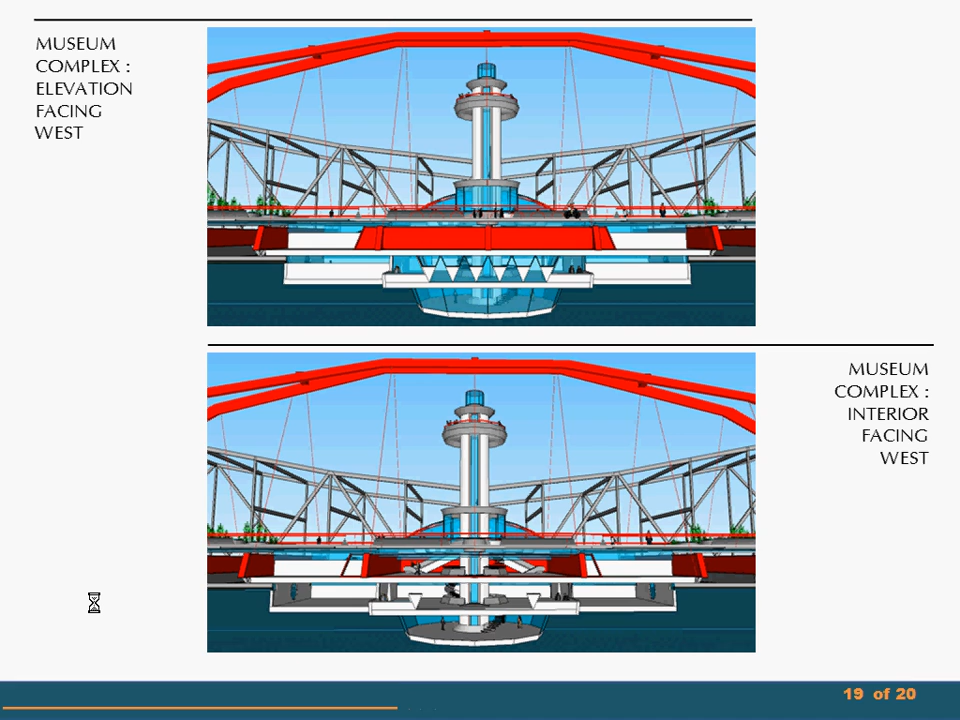 MUSEUM
COMPLEX :
ELEVATION
FACING
WEST
MUSEUM
COMPLEX :
INTERIOR
FACING
WEST
19 of 20